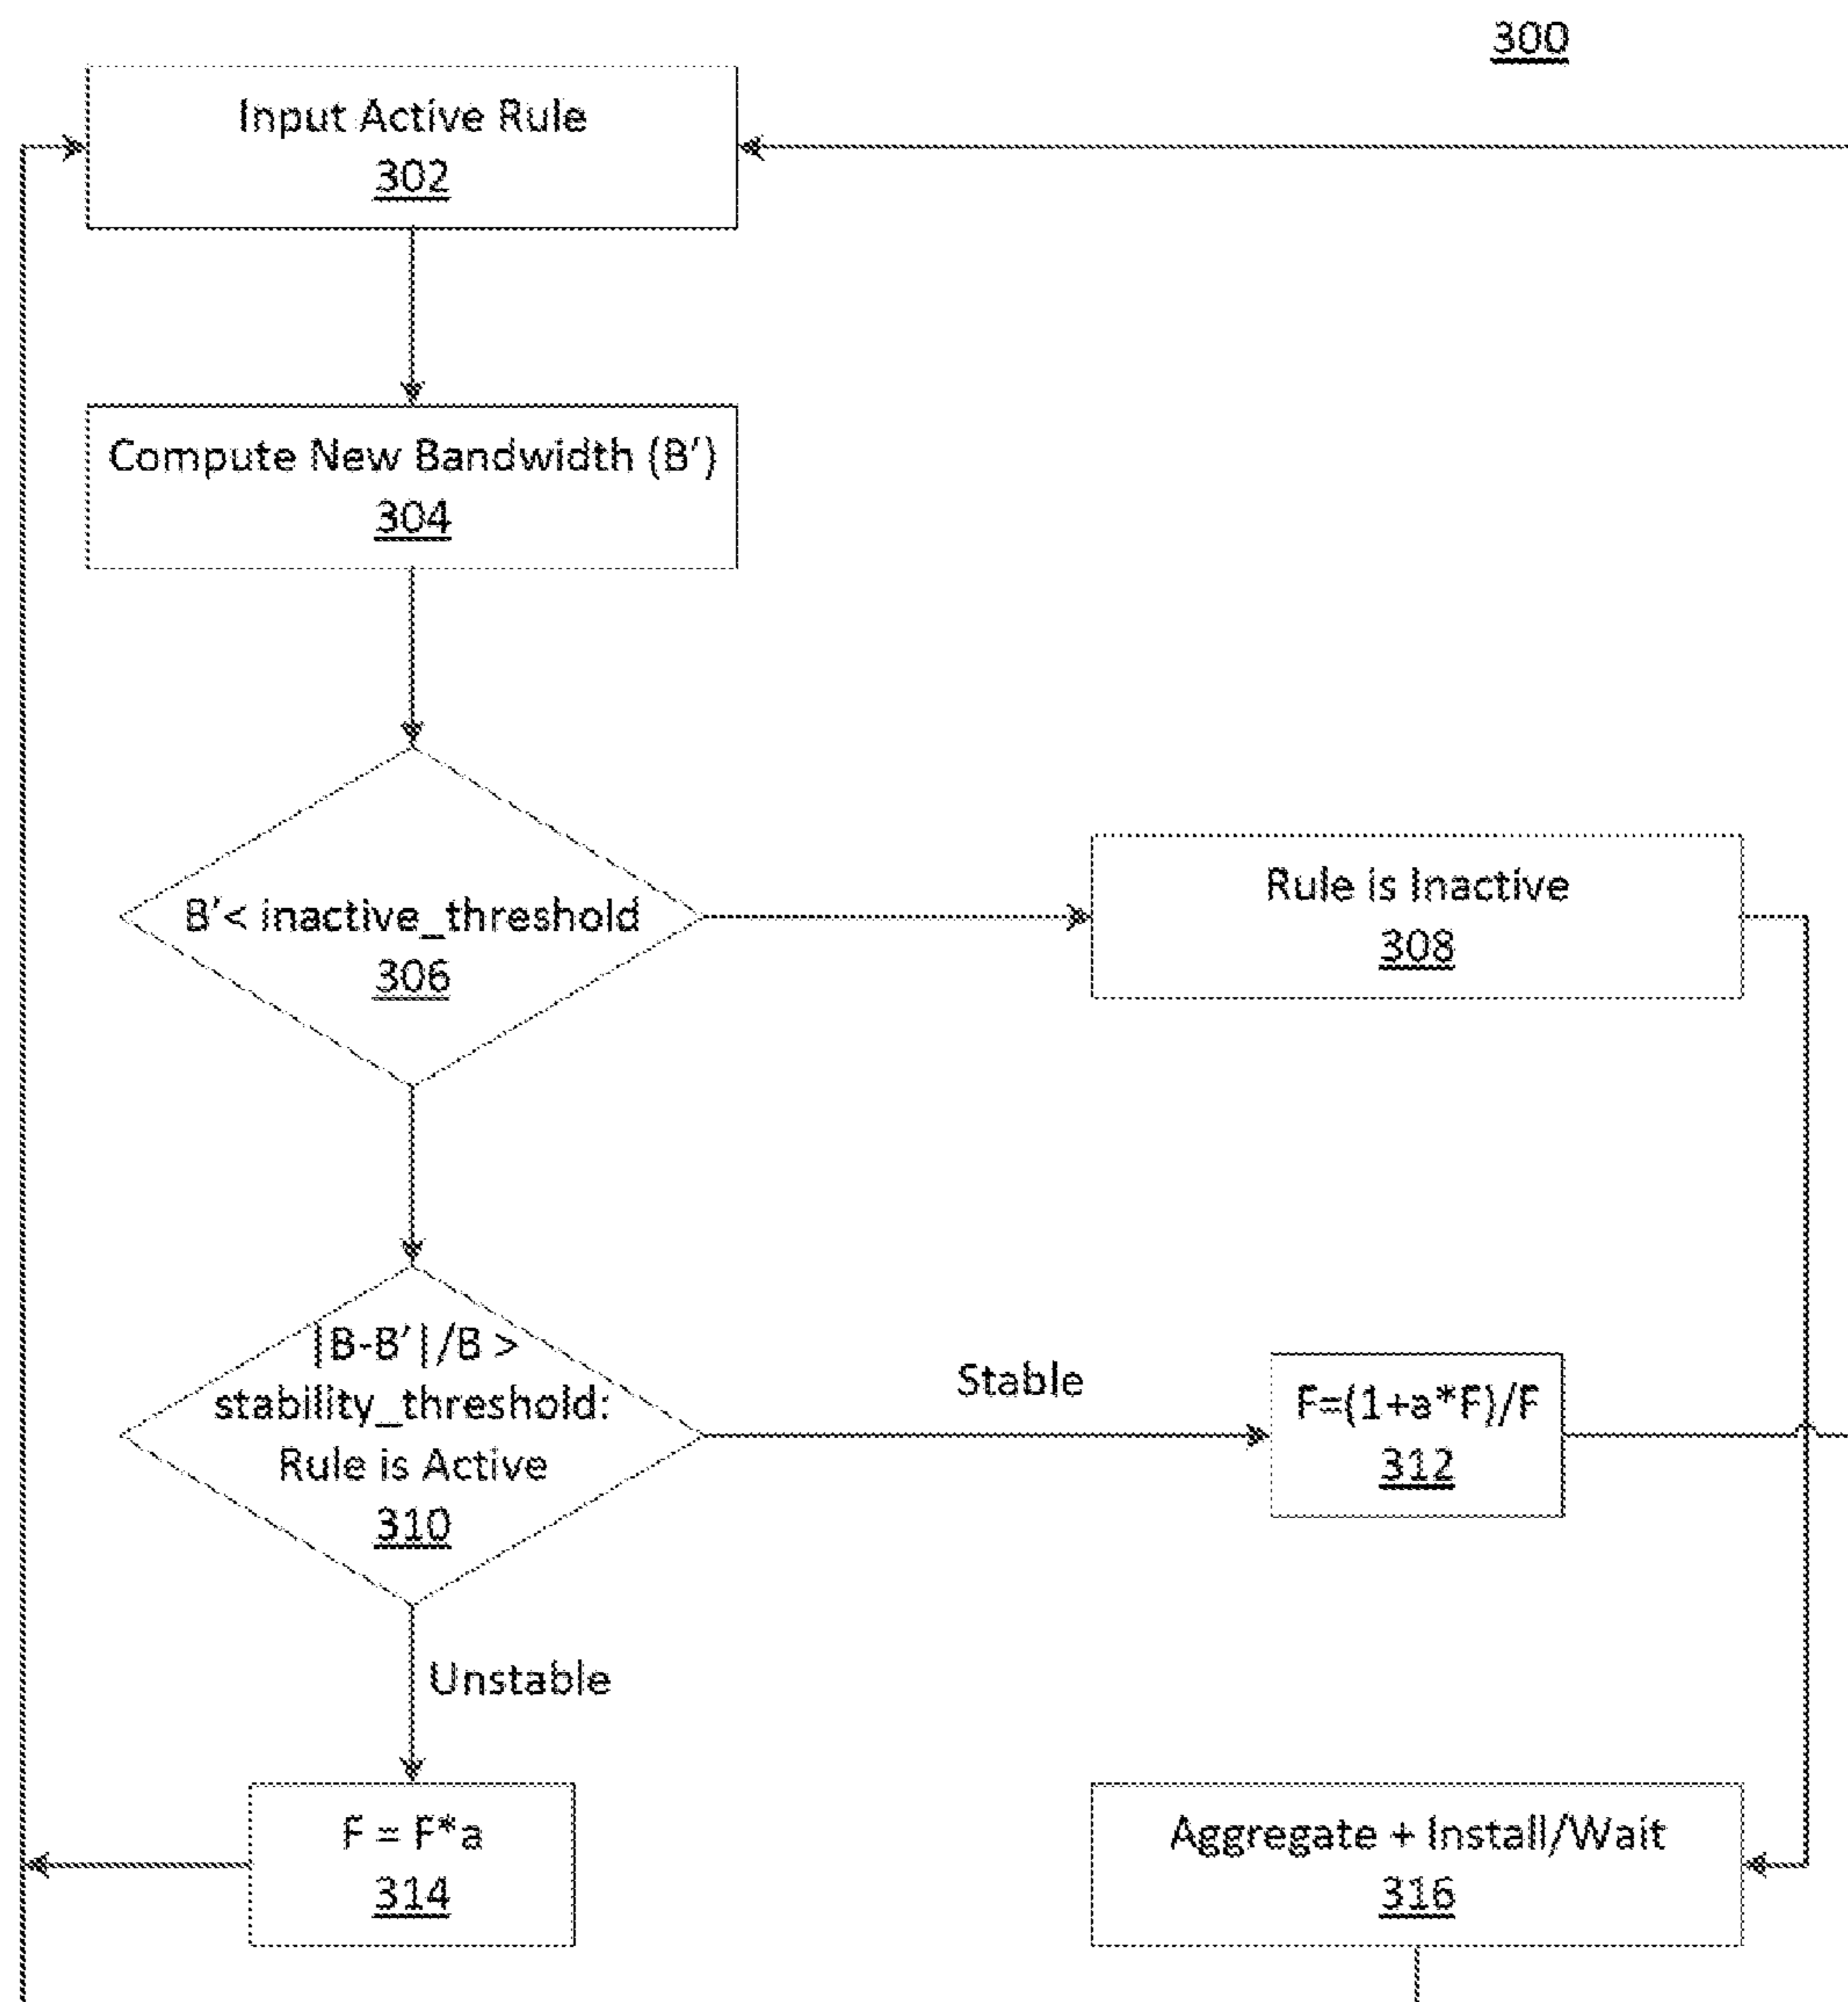 300
Input Active Rule
302
Compute New Bandwidth (B')
304
B'< inactive_threshold
306
Rule is Inactive
308
|B-B'|/B >
stability_threshold:
Rule is Active
310
Stable
F=(1+a*F)/F
312
Unstable
F = F*a
314
Aggregate + Install/Wait
316